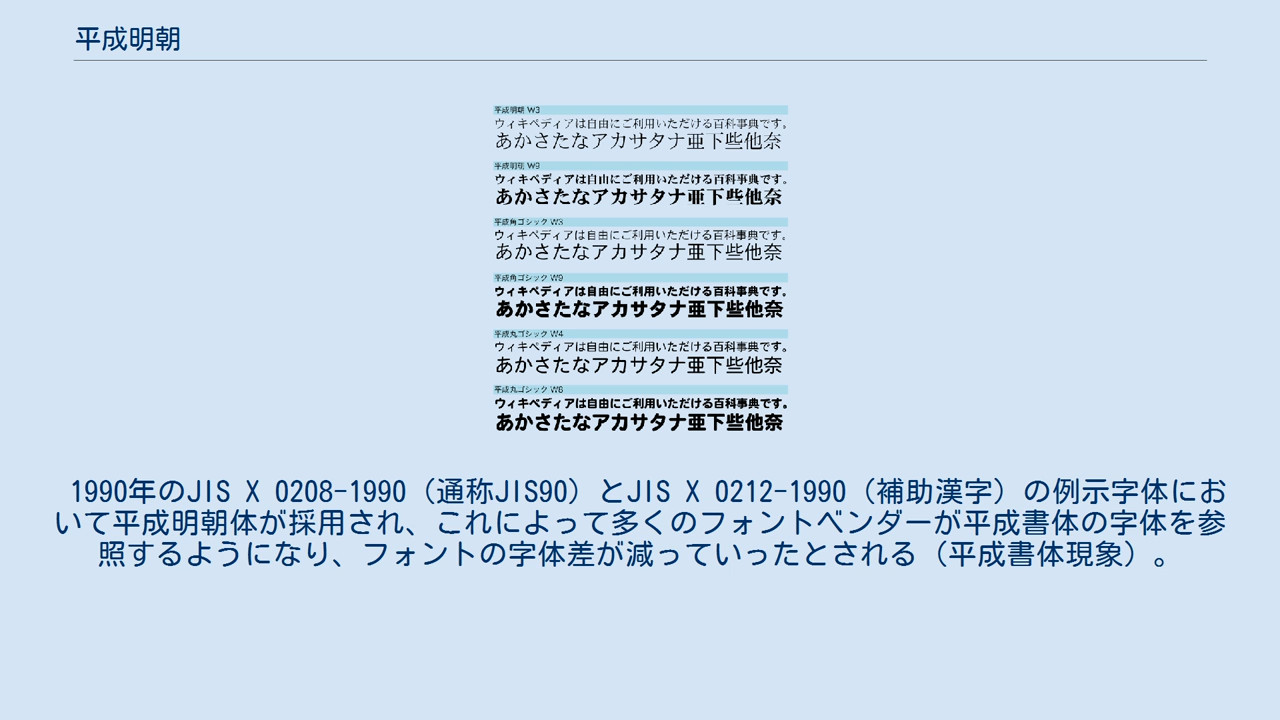 平成明朝
平成明朝 W3
ウィキペディアは自由にご利用いただける百科事典です。
あかさたなアカサタナ亜下些他奈
平成明朝 W9
ウィキペディアは自由にご利用いただける百科事典です。
あかさたなアカサタナ亜下些他奈
平成角ゴシック W3
ウィキペディアは自由にご利用いただける百科事典です。
あかさたなアカサタナ亜下些他奈
平成角ゴシック W9
ウィキペディアは自由にご利用いただける百科事典です。
あかさたなアカサタナ亜下些他奈
平成丸ゴシック W4
ウィキペディアは自由にご利用いただける百科事典です。
あかさたなアカサタナ亜下些他奈
平成丸ゴシック W8
ウィキペディアは自由にご利用いただける百科事典です。
あかさたなアカサタナ亜下些他奈
1990年のJIS X 0208-1990（通称JIS90）とJIS X 0212-1990（補助漢字）の例示字体にお
いて平成明朝体が採用され、これによって多くのフォントベンダーが平成書体の字体を参
照するようになり、フォントの字体差が減っていったとされる（平成書体現象）。